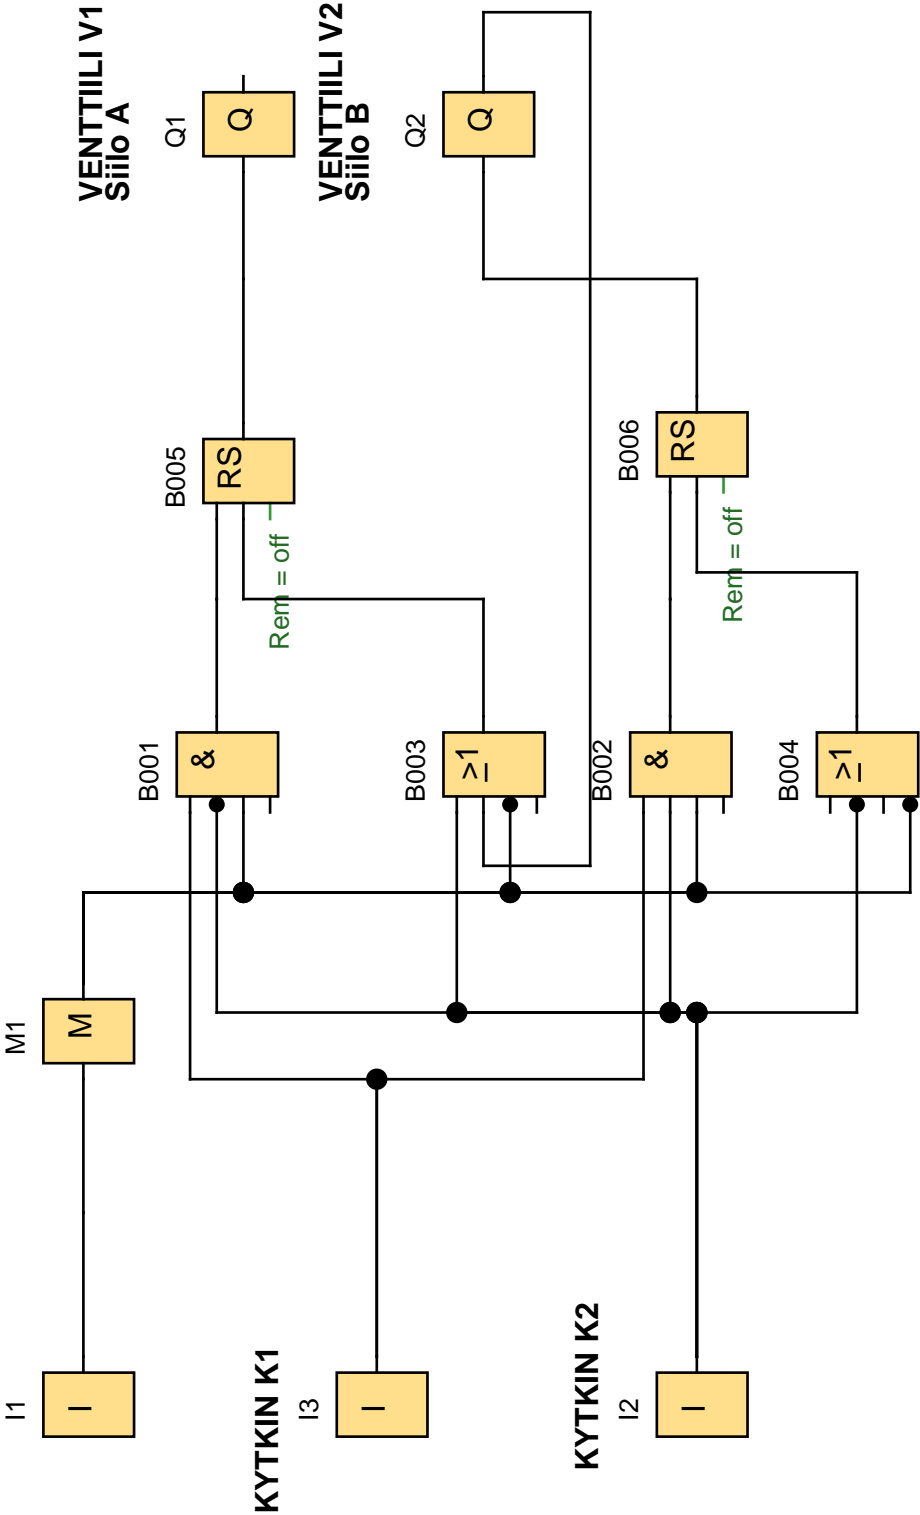 I1
I
M1
M
KYTKIN K1
I3
I
KYTKIN K2
I2
I
B001
&
B003
≥1
B002
&
B004
≥1
B005
RS
Rem = off
B006
RS
Rem = off
VENTTIILI V1
Siilo A
Q1
Q
VENTTIILI V2
Siilo B
Q2
Q